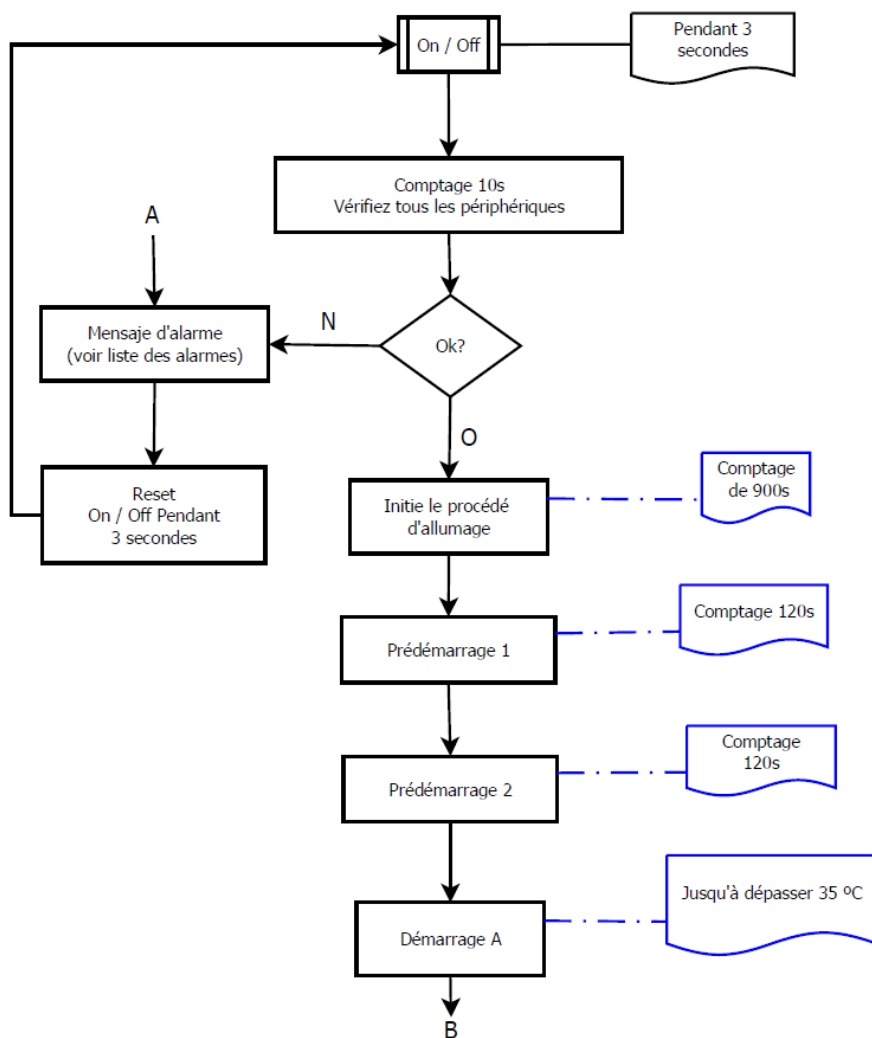 On / Off
Pendant 3
secondes
Comptage 10s
Vérifiez tous les périphériques
A
Mensaje d'alarme
(voir liste des alarmes)
N
Ok?
O
Reset
On / Off Pendant
3 secondes
Initie le procédé
d'allumage
Comptage
de 900s
Prédémarrage 1
Comptage 120s
Prédémarrage 2
Comptage
120s
Démarrage A
Jusqu'à dépasser 35 ºC
B